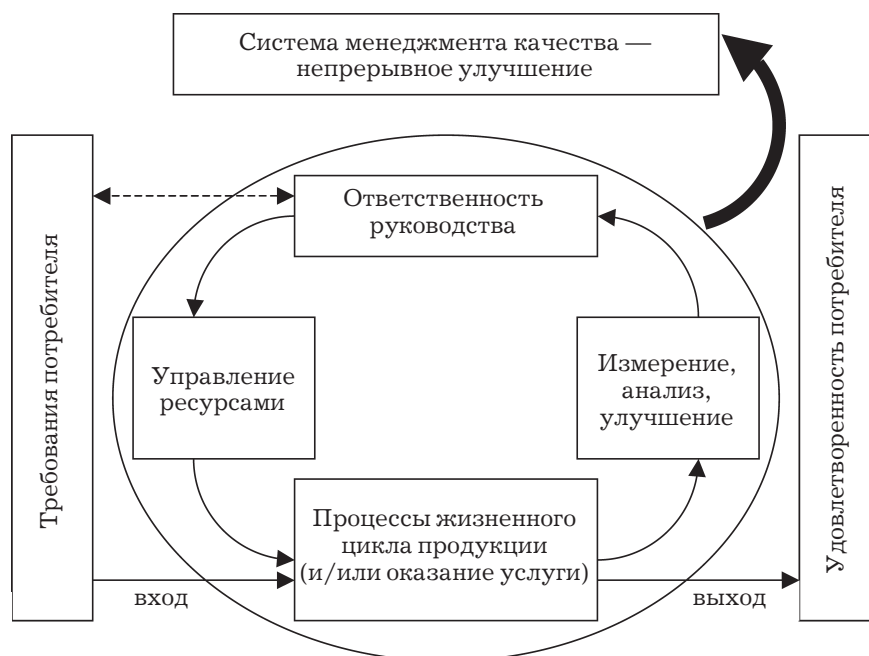 Система менеджмента качества —
непрерывное улучшение
Требования потребителя
Ответственность
руководства
Управление
ресурсами
Измерение,
анализ,
улучшение
Процессы жизненного
цикла продукции
(и/или оказание услуги)
вход
выход
Удовлетворенность потребителя